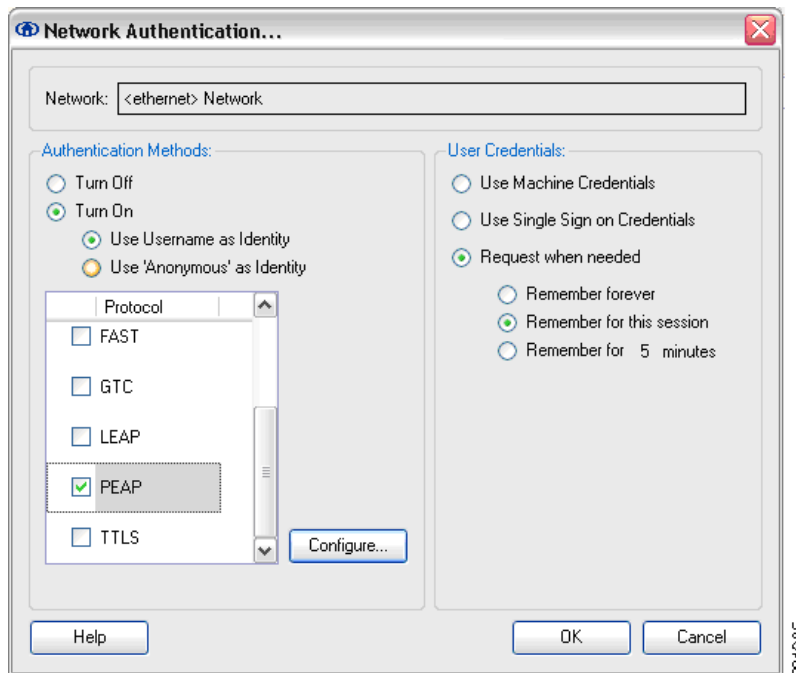 Network Authentication...
Network: <ethernet> Network
Authentication Methods:
Turn Off
Turn On
Use Username as Identity
Use 'Anonymous' as Identity
Protocol
FAST
GTC
LEAP
PEAP
TTLS
Configure...
User Credentials:
Use Machine Credentials
Use Single Sign on Credentials
Request when needed
Remember forever
Remember for this session
Remember for 5 minutes
Help
OK
Cancel